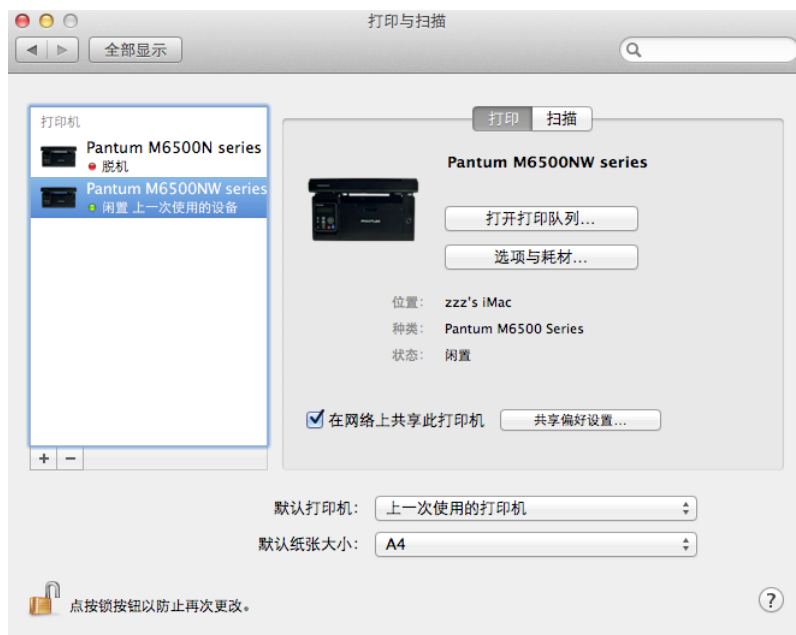 打印与扫描
全部显示
打印机
Pantum M6500N series
脱机
Pantum M6500NW series
闲置 上一次使用的设备
打印 扫描
Pantum M6500NW series
打开打印队列...
选项与耗材...
位置: zzz's iMac
种类: Pantum M6500 Series
状态: 闲置
在网络上共享此打印机 共享偏好设置...
+ −
默认打印机: 上一次使用的打印机
默认纸张大小: A4
点按锁按钮以防止再次更改。
?